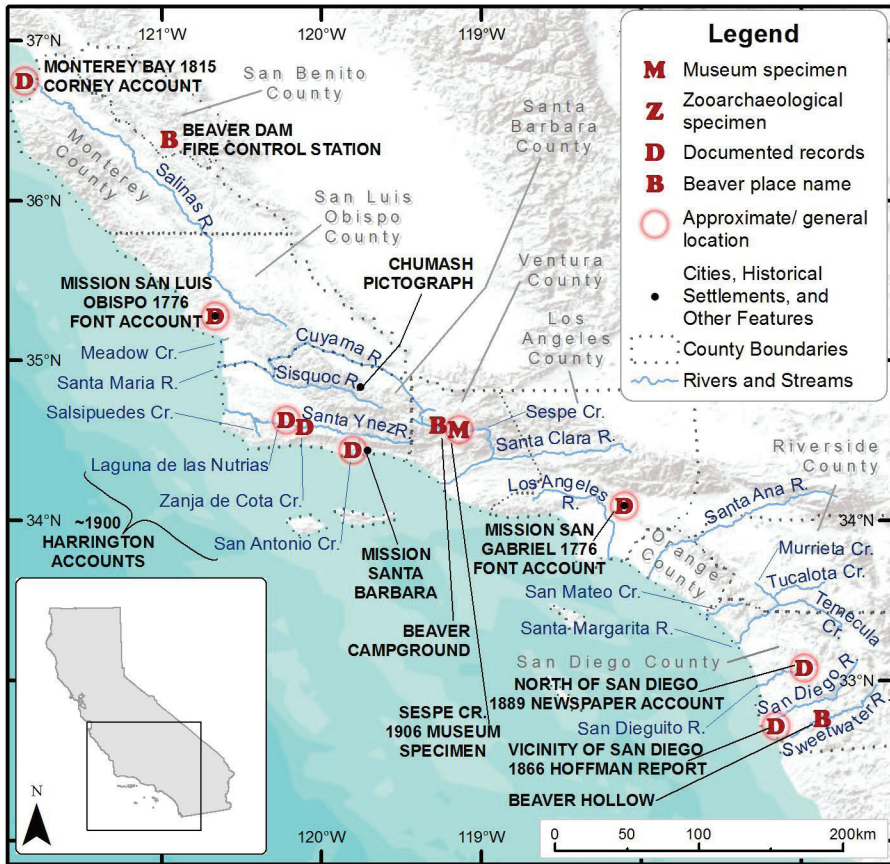 120°W
119°W
37°N
MONTEREY BAY 1815
CORNEY ACCOUNT
San Benito
County
BEAVER DAM
FIRE CONTROL STATION
Monterey
County
Salinas R.
36°N
San Luis
Obispo
County
Santa
Barbara
County
Ventura
County
Los
Angeles
County
CHUMASH
PICTOGRAPH
MISSION SAN LUIS
OBISPO 1776
FONT ACCOUNT
D
B
D
35°N
Meadow Cr.
Cuyama R.
Santa Maria R.
Sisquoc R.
Salsipuedes Cr.
Santa Ynez R.
D
D
D
B
M
Sespe Cr.
Santa Clara R.
Laguna de las Nutrias
Zanja de Cota Cr.
San Antonio Cr.
~1900
HARRINGTON
ACCOUNTS
MISSION
SANTA
BARBARA
BEAVER
CAMPGROUND
SESPE CR.
1906 MUSEUM
SPECIMEN
Los Angeles
R.
D
MISSION SAN
GABRIEL 1776
FONT ACCOUNT
34°N
Riverside
County
Santa Ana R.
Orange
County
Murrieta Cr.
Tucalota Cr.
Temecula
Cr.
San Mateo Cr.
Santa Margarita R.
San Diego County
D
NORTH OF SAN DIEGO
1889 NEWSPAPER ACCOUNT
33°N
San Diego R.
San Dieguito R.
D
B
Sweetwater R.
VICINITY OF SAN DIEGO
1866 HOFFMAN REPORT
BEAVER HOLLOW
Legend
M Museum specimen
Z Zooarchaeological
specimen
D Documented records
B Beaver place name
Approximate/ general
location
Cities, Historical
Settlements, and
Other Features
County Boundaries
Rivers and Streams
N
120°W
119°W
0 50 100 200km